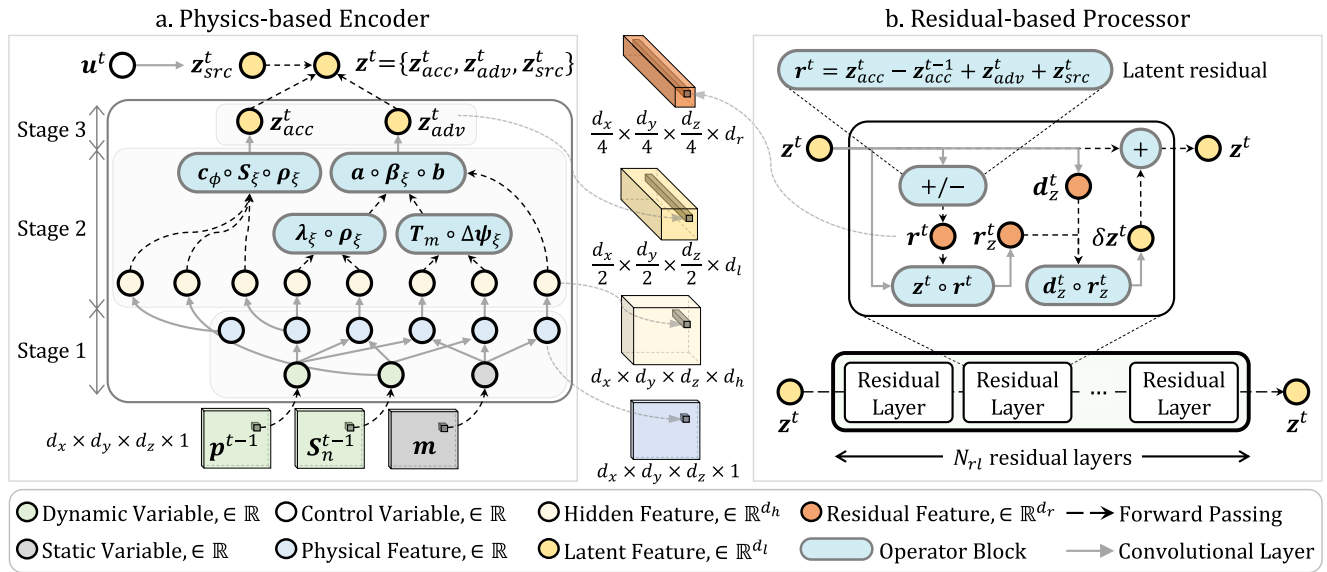 a. Physics-based Encoder
u^t
z^t_src
z^t={z^t_acc, z^t_adv, z^t_src}
Stage 3
z^t_acc
z^t_adv
c_ϕ∘S_ξ∘ρ_ξ
a∘β_ξ∘b
Stage 2
λ_ξ∘ρ_ξ
T_m∘Δψ_ξ
Stage 1
d_x × d_y × d_z × 1
p^{t−1}
S_n^{t−1}
m
d_x/4 × d_y/4 × d_z/4 × d_r
d_x/2 × d_y/2 × d_z/2 × d_l
d_x × d_y × d_z × d_h
d_x × d_y × d_z × 1
b. Residual-based Processor
r^t = z^t_acc − z^{t−1}_acc + z^t_adv + z^t_src
Latent residual
z^t
+
z^t
+/−
d^t_z
r^t
r^t_z
δz^t
z^t∘r^t
d^t_z∘r^t_z
Residual Layer
Residual Layer
...
Residual Layer
z^t
z^t
N_rl residual layers
Dynamic Variable, ∈ ℝ
Control Variable, ∈ ℝ
Hidden Feature, ∈ ℝ^{d_h}
Residual Feature, ∈ ℝ^{d_r}
Forward Passing
Static Variable, ∈ ℝ
Physical Feature, ∈ ℝ
Latent Feature, ∈ ℝ^{d_l}
Operator Block
Convolutional Layer